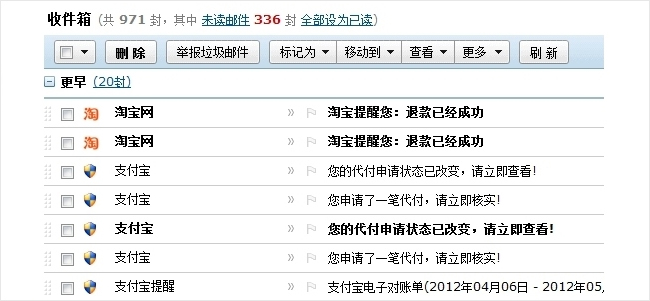 收件箱 (共 971 封，其中 未读邮件 336 封 全部设为已读)
删 除 举报垃圾邮件 标记为 移动到 查看 更多 刷 新
更早 (20封)
淘 淘宝网 » 淘宝提醒您：退款已经成功
淘 淘宝网 » 淘宝提醒您：退款已经成功
支付宝 » 您的代付申请状态已改变，请立即查看!
支付宝 » 您申请了一笔代付，请立即核实!
支付宝 » 您的代付申请状态已改变，请立即查看!
支付宝 » 您申请了一笔代付，请立即核实!
支付宝提醒 » 支付宝电子对账单(2012年04月06日 - 2012年05,